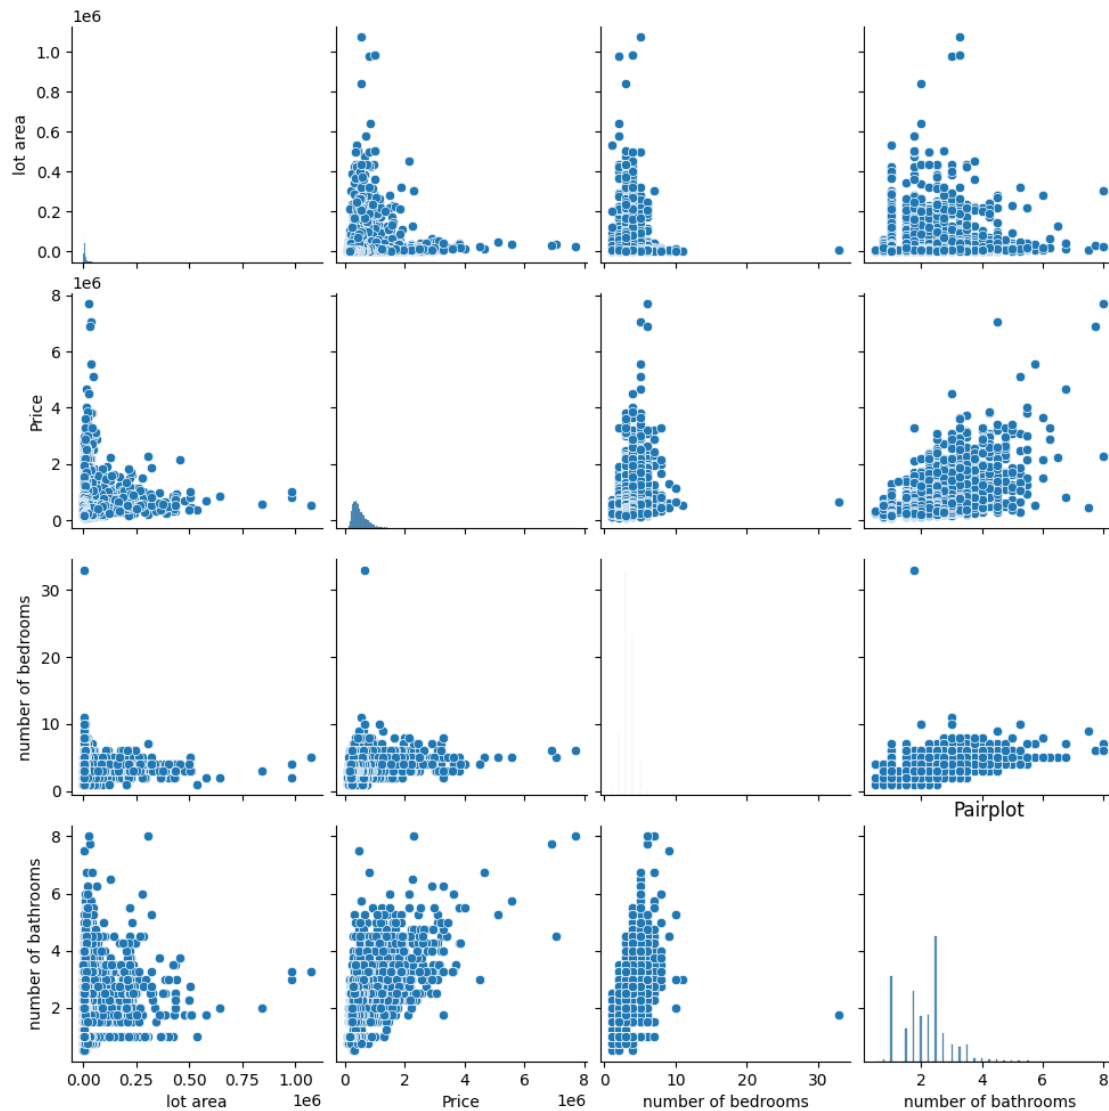 1e6
1.0
0.8
0.6
0.4
0.2
0.0
lot area
1e6
8
6
4
2
0
Price
30
20
10
0
number of bedrooms
Pairplot
8
6
4
2
number of bathrooms
0.00 0.25 0.50 0.75 1.00
1e6
lot area
0 2 4 6 8
1e6
Price
0 10 20 30
number of bedrooms
2 4 6 8
number of bathrooms